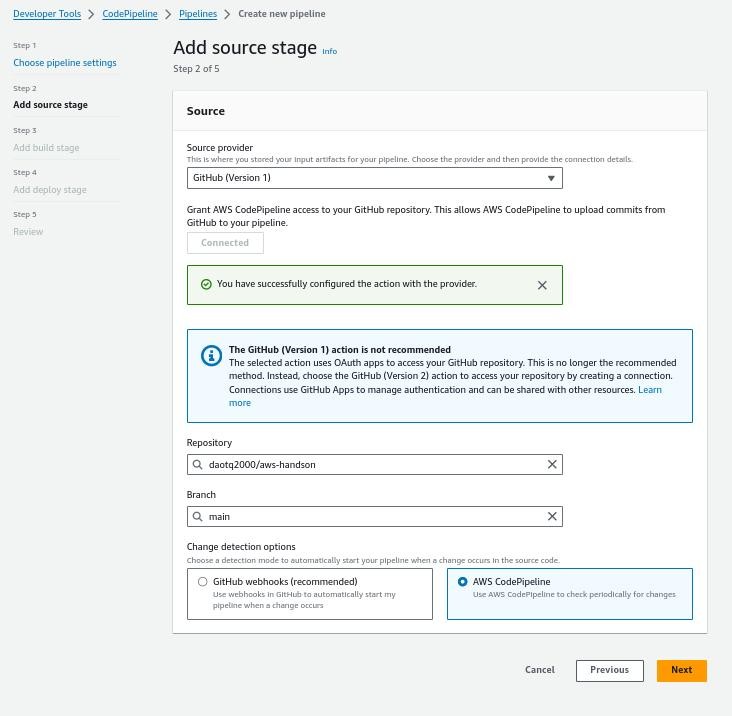 Developer Tools > CodePipeline > Pipelines > Create new pipeline
Step 1
Choose pipeline settings
Step 2
Add source stage
Step 3
Add build stage
Step 4
Add deploy stage
Step 5
Review
Add source stage Info
Step 2 of 5
Source
Source provider
This is where you stored your input artifacts for your pipeline. Choose the provider and then provide the connection details.
GitHub (Version 1)
Grant AWS CodePipeline access to your GitHub repository. This allows AWS CodePipeline to upload commits from
GitHub to your pipeline.
Connected
You have successfully configured the action with the provider.
The GitHub (Version 1) action is not recommended
The selected action uses OAuth apps to access your GitHub repository. This is no longer the recommended
method. Instead, choose the GitHub (Version 2) action to access your repository by creating a connection.
Connections use GitHub Apps to manage authentication and can be shared with other resources. Learn
more
Repository
daotq2000/aws-handson
Branch
main
Change detection options
Choose a detection mode to automatically start your pipeline when a change occurs in the source code.
GitHub webhooks (recommended)
Use webhooks in GitHub to automatically start my
pipeline when a change occurs
AWS CodePipeline
Use AWS CodePipeline to check periodically for changes
Cancel
Previous
Next